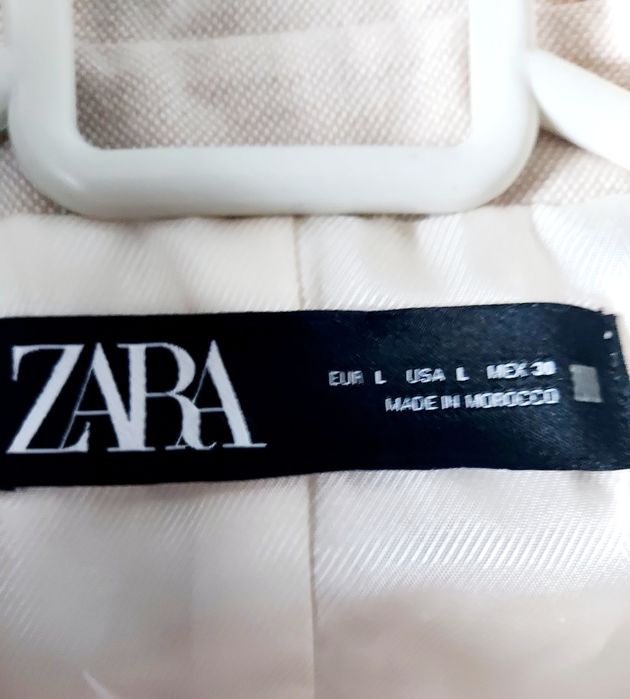 ZARA
EUR L USA L MEX 30
MADE IN MOROCCO